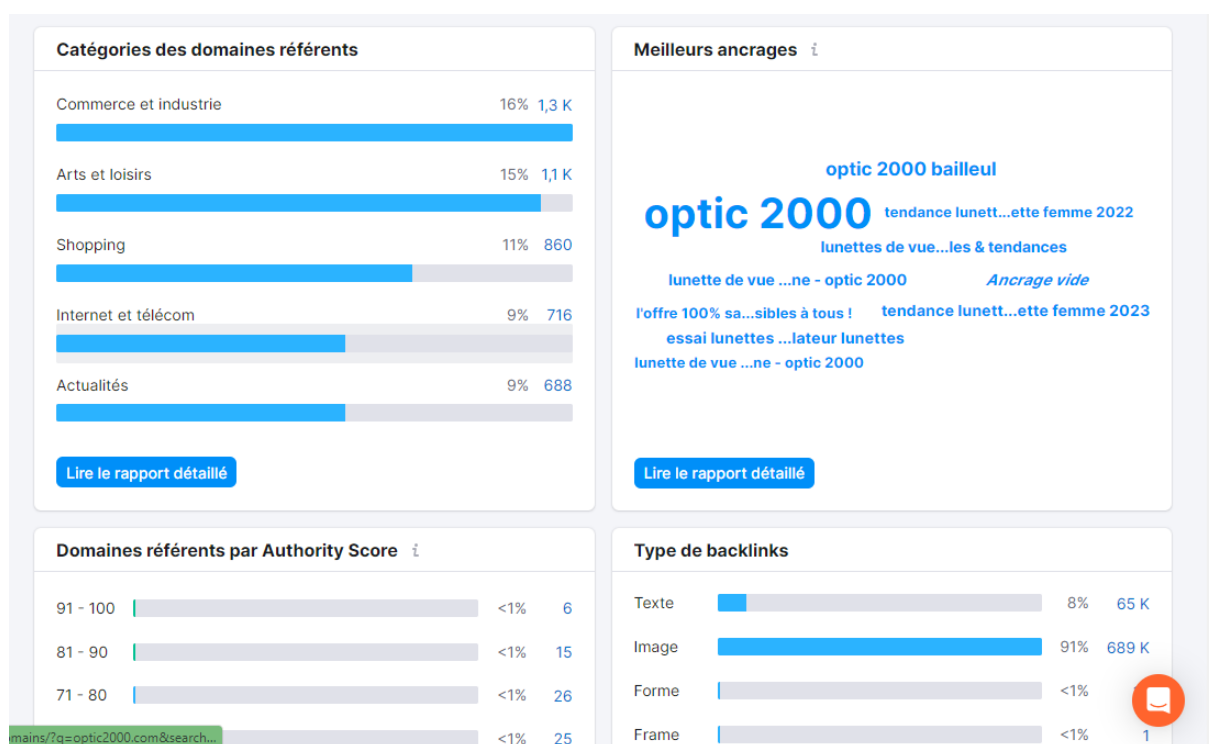 Catégories des domaines référents
Commerce et industrie 16% 1,3 K
Arts et loisirs 15% 1,1 K
Shopping 11% 860
Internet et télécom 9% 716
Actualités 9% 688
Lire le rapport détaillé
Meilleurs ancrages i
optic 2000 bailleul
optic 2000
tendance lunett...ette femme 2022
lunettes de vue...les & tendances
lunette de vue ...ne - optic 2000
Ancrage vide
l'offre 100% sa...sibles à tous !
tendance lunett...ette femme 2023
essai lunettes ...lateur lunettes
lunette de vue ...ne - optic 2000
Lire le rapport détaillé
Domaines référents par Authority Score i
91 - 100 <1% 6
81 - 90 <1% 15
71 - 80 <1% 26
<1% 25
Type de backlinks
Texte 8% 65 K
Image 91% 689 K
Forme <1%
Frame <1% 1
omains/?q=optic2000.com&search...